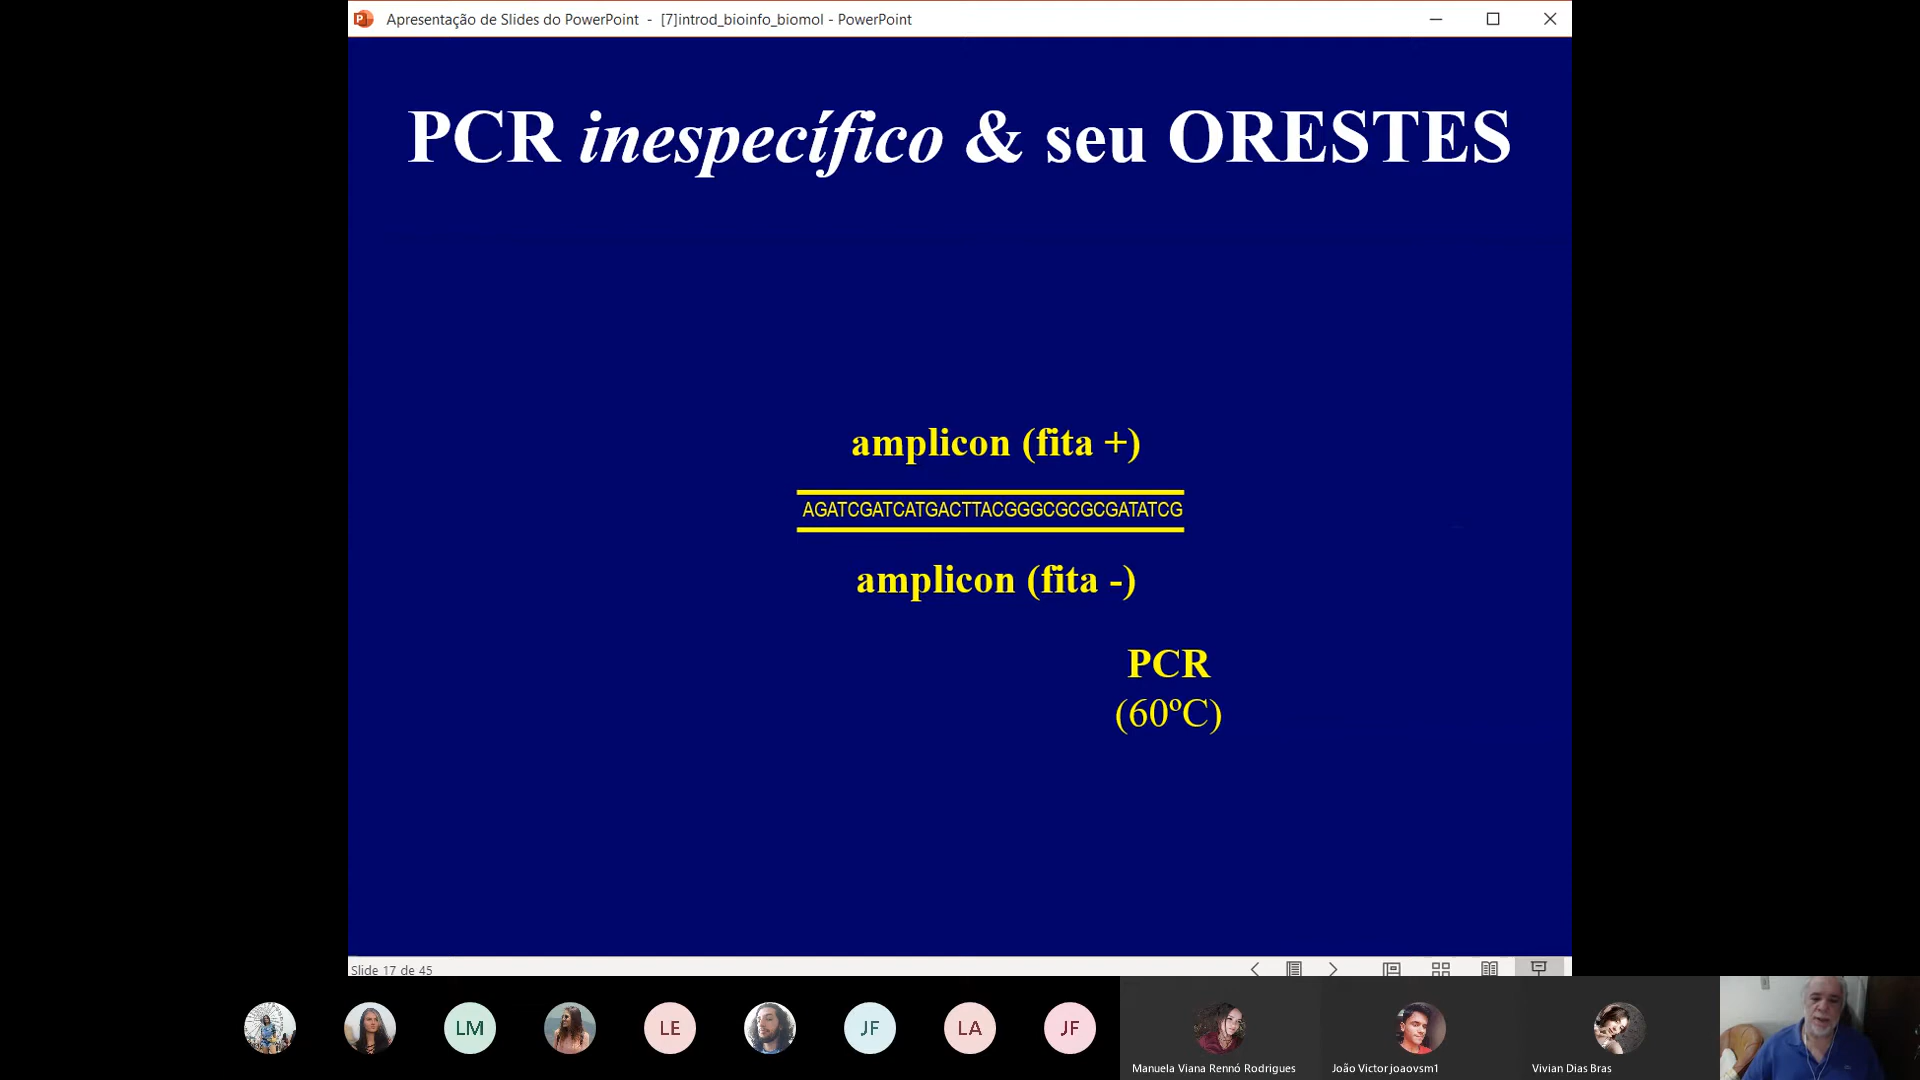 Apresentação de Slides do PowerPoint - [7]introd_bioinfo_biomol - PowerPoint
PCR inespecífico & seu ORESTES
amplicon (fita +)
AGATCGATCATGACTTACGGGCGCGCGATATCG
amplicon (fita -)
PCR
(60ºC)
Slide 17 de 45
LM
LE
JF
LA
JF
Manuela Viana Rennó Rodrigues
João Victor joaovsm1
Vivian Dias Bras